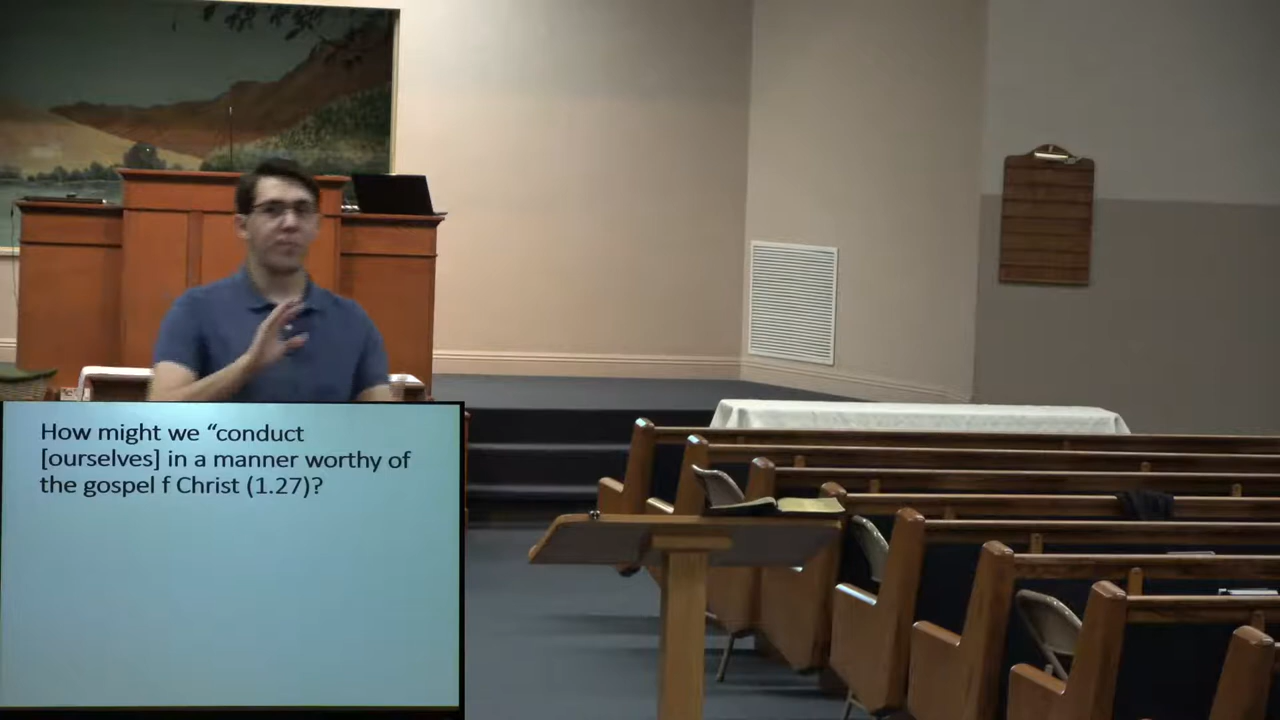 How might we “conduct
[ourselves] in a manner worthy of
the gospel f Christ (1.27)?